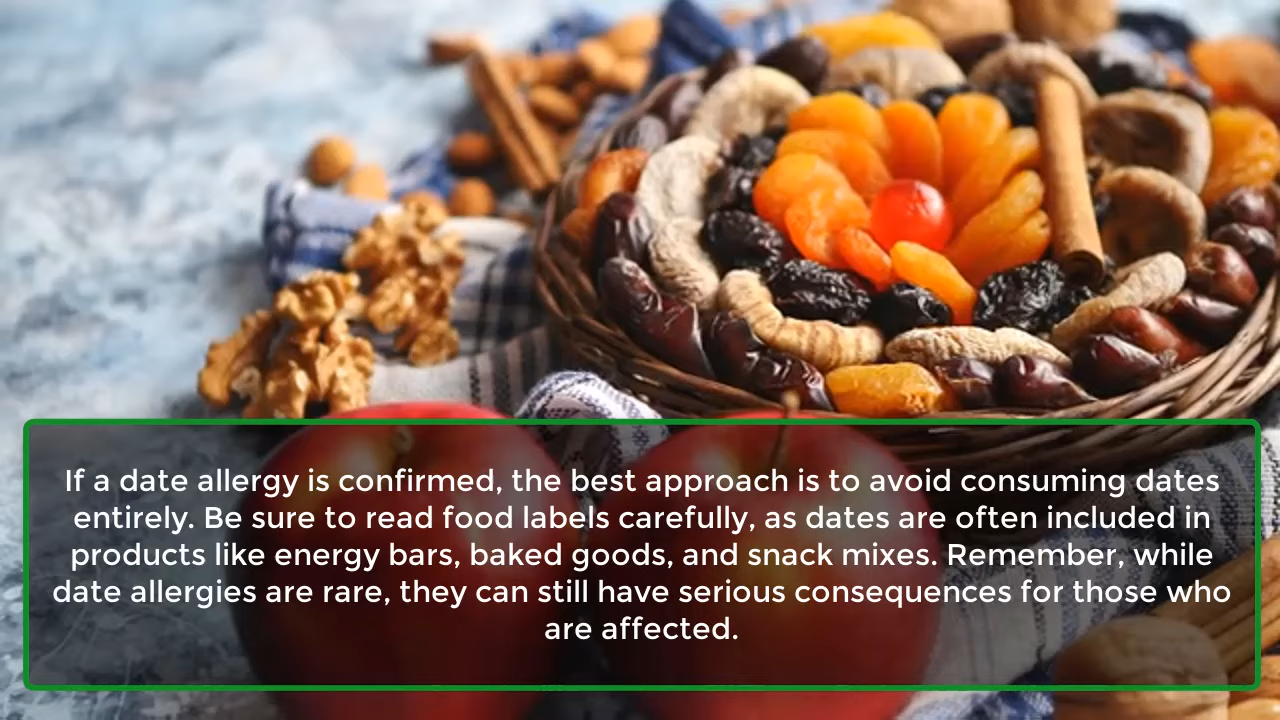 If a date allergy is confirmed, the best approach is to avoid consuming dates
entirely. Be sure to read food labels carefully, as dates are often included in
products like energy bars, baked goods, and snack mixes. Remember, while
date allergies are rare, they can still have serious consequences for those who
are affected.